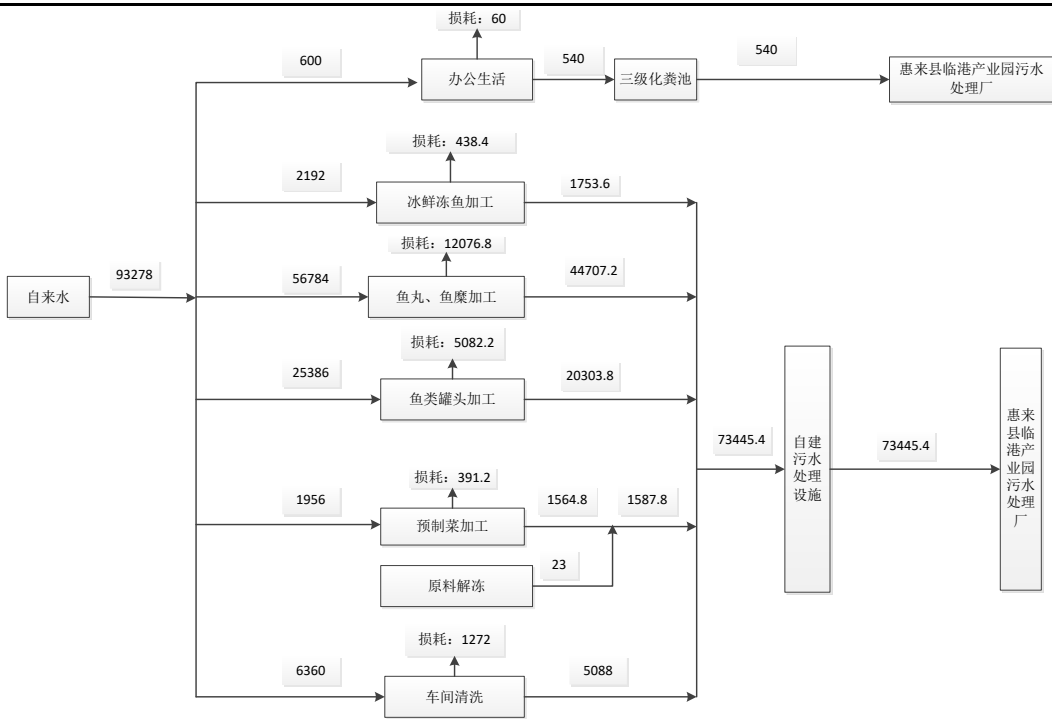 损耗：60
600
办公生活
540
三级化粪池
540
惠来县临港产业园污水
处理厂
损耗：438.4
2192
冰鲜冻鱼加工
1753.6
损耗：12076.8
自来水
93278
56784
鱼丸、鱼糜加工
44707.2
损耗：5082.2
25386
鱼类罐头加工
20303.8
73445.4
自建
污水
处理
设施
73445.4
惠来
县临
港产
业园
污水
处理
厂
损耗：391.2
1956
预制菜加工
1564.8
1587.8
原料解冻
23
损耗：1272
6360
车间清洗
5088